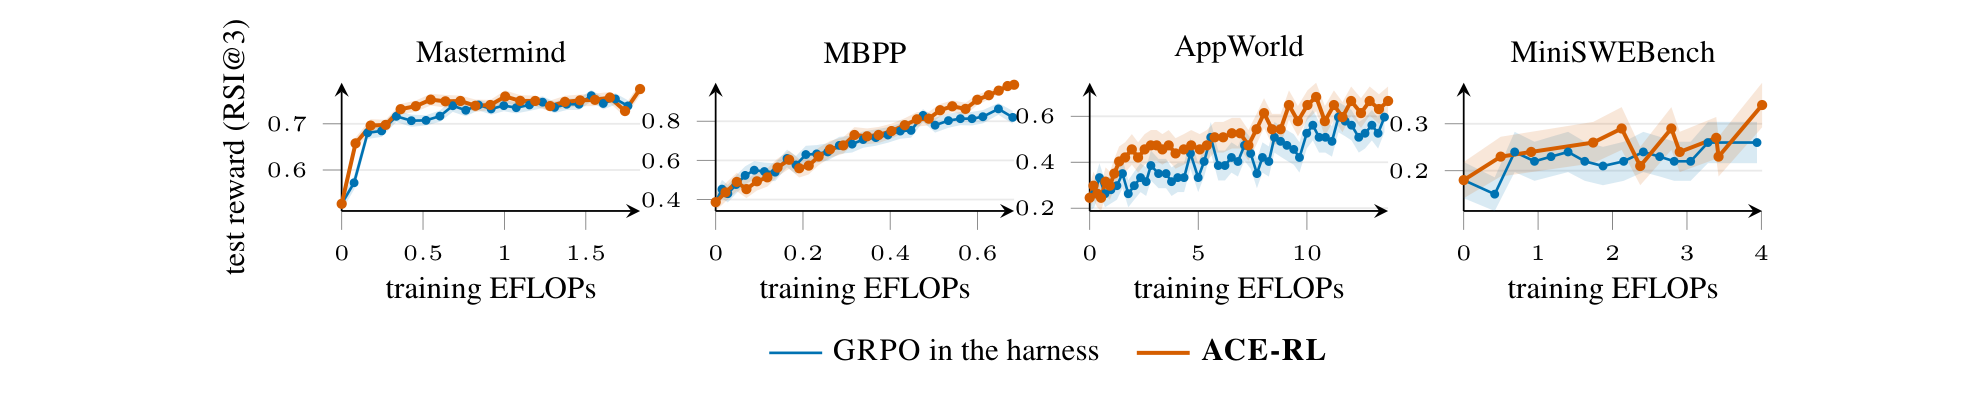 Mastermind
MBPP
AppWorld
MiniSWEBench
test reward (RSI@3)
0.7
0.6
0 0.5 1 1.5
training EFLOPs
0.8
0.6
0.4
0 0.2 0.4 0.6
training EFLOPs
0.6
0.4
0.2
0 5 10
training EFLOPs
0.3
0.2
0 1 2 3 4
training EFLOPs
GRPO in the harness
ACE-RL